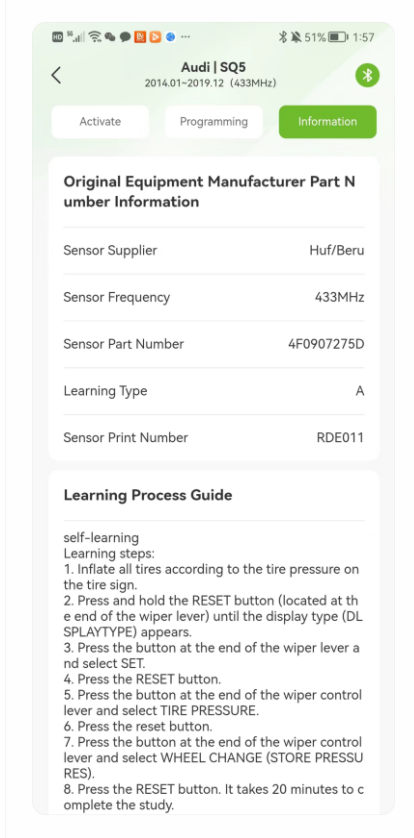 HD 5G 51% 1:57
Audi | SQ5
2014.01~2019.12 (433MHz)
Activate Programming Information
Original Equipment Manufacturer Part N
umber Information
Sensor Supplier Huf/Beru
Sensor Frequency 433MHz
Sensor Part Number 4F0907275D
Learning Type A
Sensor Print Number RDE011
Learning Process Guide
self-learning
Learning steps:
1. Inflate all tires according to the tire pressure on
the tire sign.
2. Press and hold the RESET button (located at th
e end of the wiper lever) until the display type (DL
SPLAYTYPE) appears.
3. Press the button at the end of the wiper lever a
nd select SET.
4. Press the RESET button.
5. Press the button at the end of the wiper control
lever and select TIRE PRESSURE.
6. Press the reset button.
7. Press the button at the end of the wiper control
lever and select WHEEL CHANGE (STORE PRESSU
RES).
8. Press the RESET button. It takes 20 minutes to c
omplete the study.